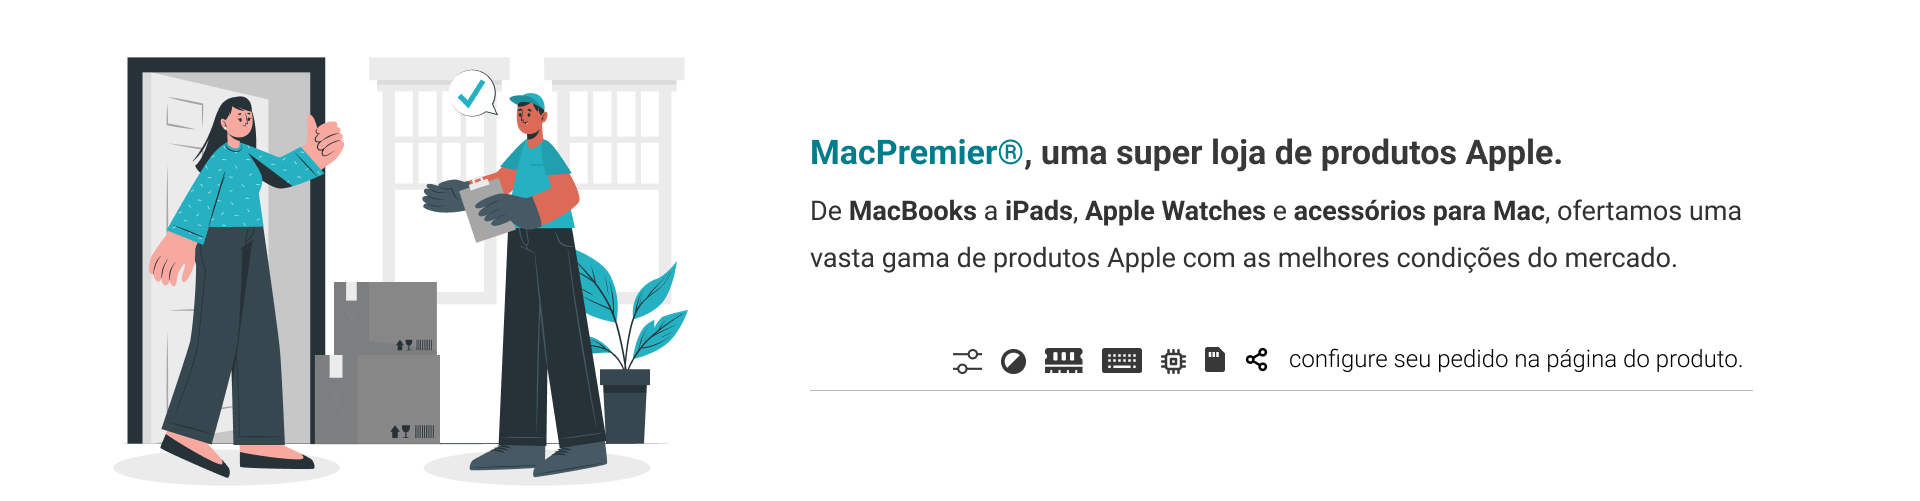 MacPremier®, uma super loja de produtos Apple.
De MacBooks a iPads, Apple Watches e acessórios para Mac, ofertamos uma
vasta gama de produtos Apple com as melhores condições do mercado.
configure seu pedido na página do produto.